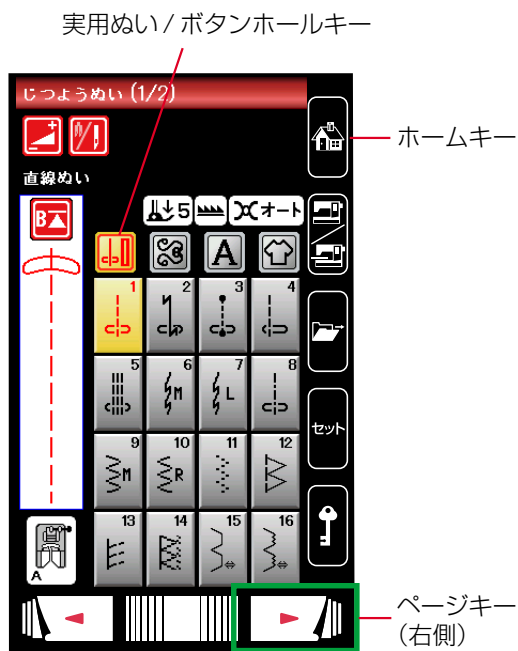 実用ぬい / ボタンホールキー
じつようぬい (1/2)
ホームキー
直線ぬい
B
5
オート
A
1
2
3
4
5
6 M
7 L
8
セット
9 M
10 R
11
12
13
14
15
16
A
ページキー
(右側)